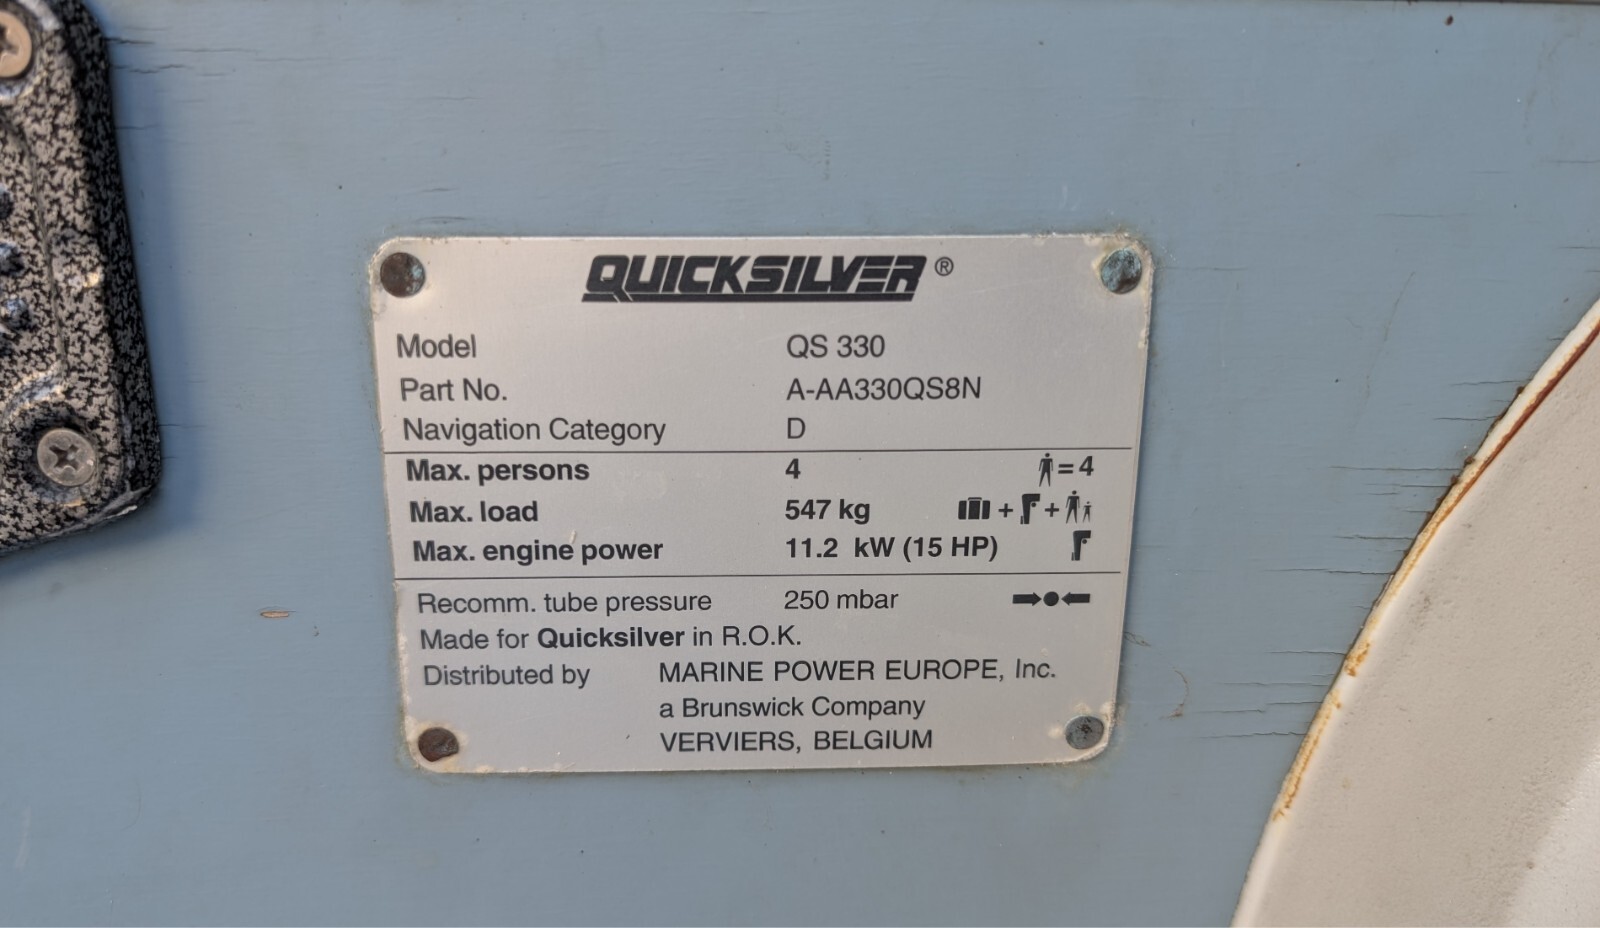 QUICKSILVER®
Model QS 330
Part No. A-AA330QS8N
Navigation Category D
Max. persons 4 =4
Max. load 547 kg + +
Max. engine power 11.2 kW (15 HP)
Recomm. tube pressure 250 mbar
Made for Quicksilver in R.O.K.
Distributed by MARINE POWER EUROPE, Inc.
a Brunswick Company
VERVIERS, BELGIUM